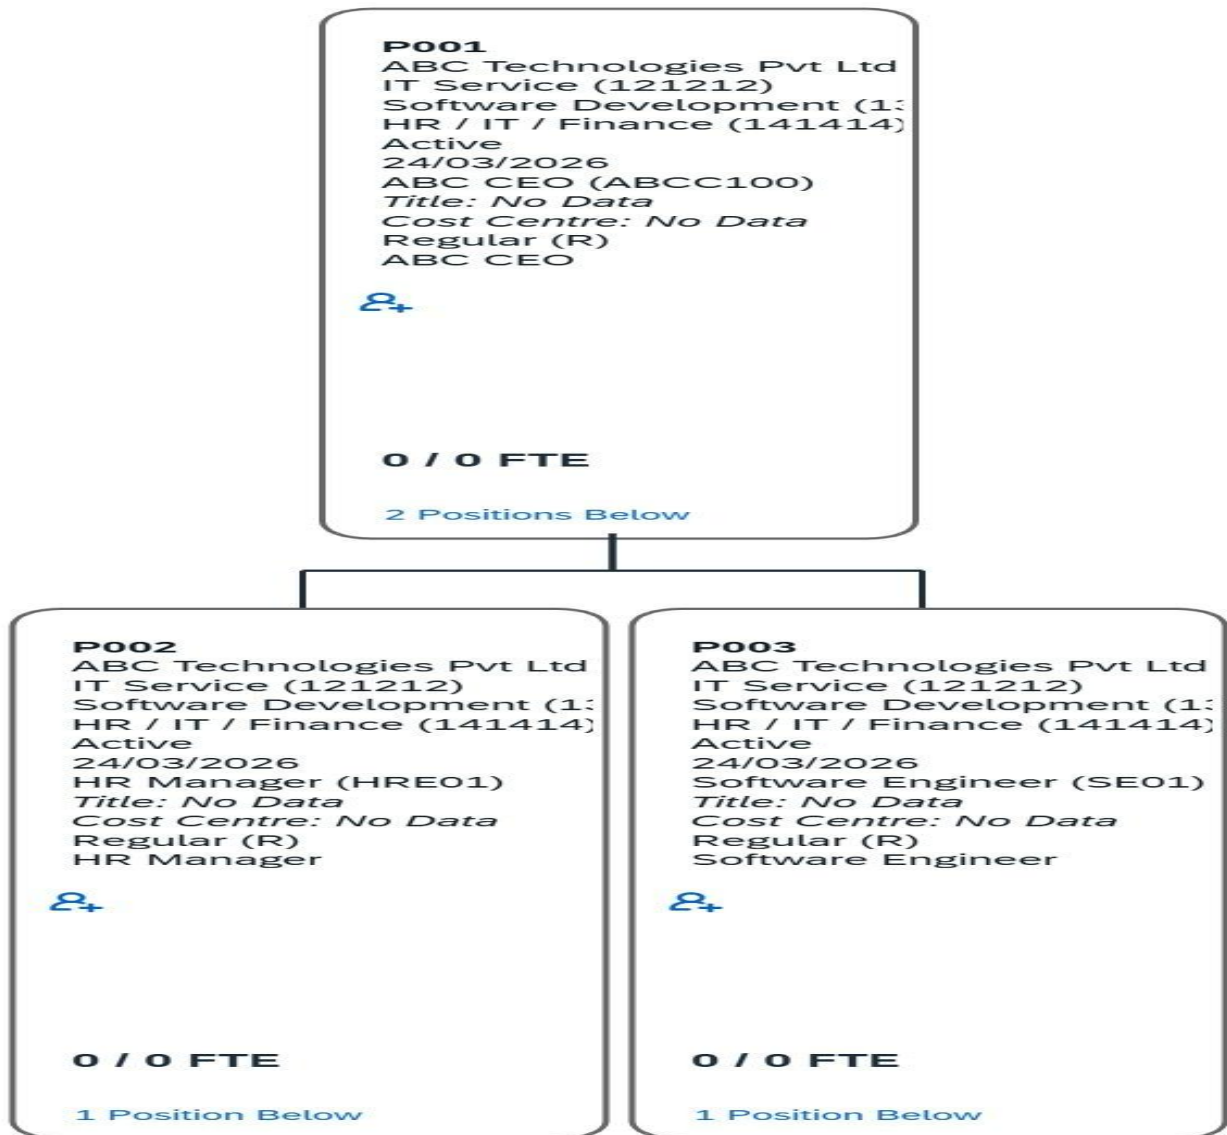 P001
ABC Technologies Pvt Ltd
IT Service (121212)
Software Development (1
HR / IT / Finance (141414)
Active
24/03/2026
ABC CEO (ABCC100)
Title: No Data
Cost Centre: No Data
Regular (R)
ABC CEO
0 / 0 FTE
2 Positions Below
P002
ABC Technologies Pvt Ltd
IT Service (121212)
Software Development (1
HR / IT / Finance (141414)
Active
24/03/2026
HR Manager (HRE01)
Title: No Data
Cost Centre: No Data
Regular (R)
HR Manager
0 / 0 FTE
1 Position Below
P003
ABC Technologies Pvt Ltd
IT Service (121212)
Software Development (1
HR / IT / Finance (141414)
Active
24/03/2026
Software Engineer (SE01)
Title: No Data
Cost Centre: No Data
Regular (R)
Software Engineer
0 / 0 FTE
1 Position Below